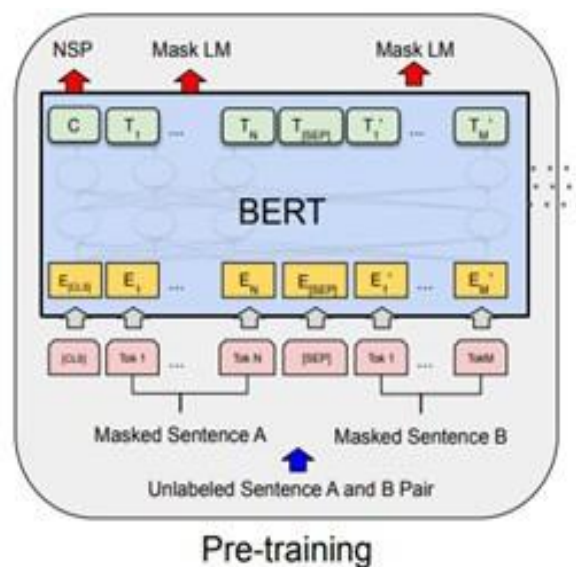 NSP Mask LM Mask LM
C T1 ... TN T[SEP] T1' ... TM'
BERT
E[CLS] E1 ... EN E[SEP] E1' ... EM'
[CLS] Tok 1 ... Tok N [SEP] Tok 1 ... TokM
Masked Sentence A Masked Sentence B
Unlabeled Sentence A and B Pair
Pre-training